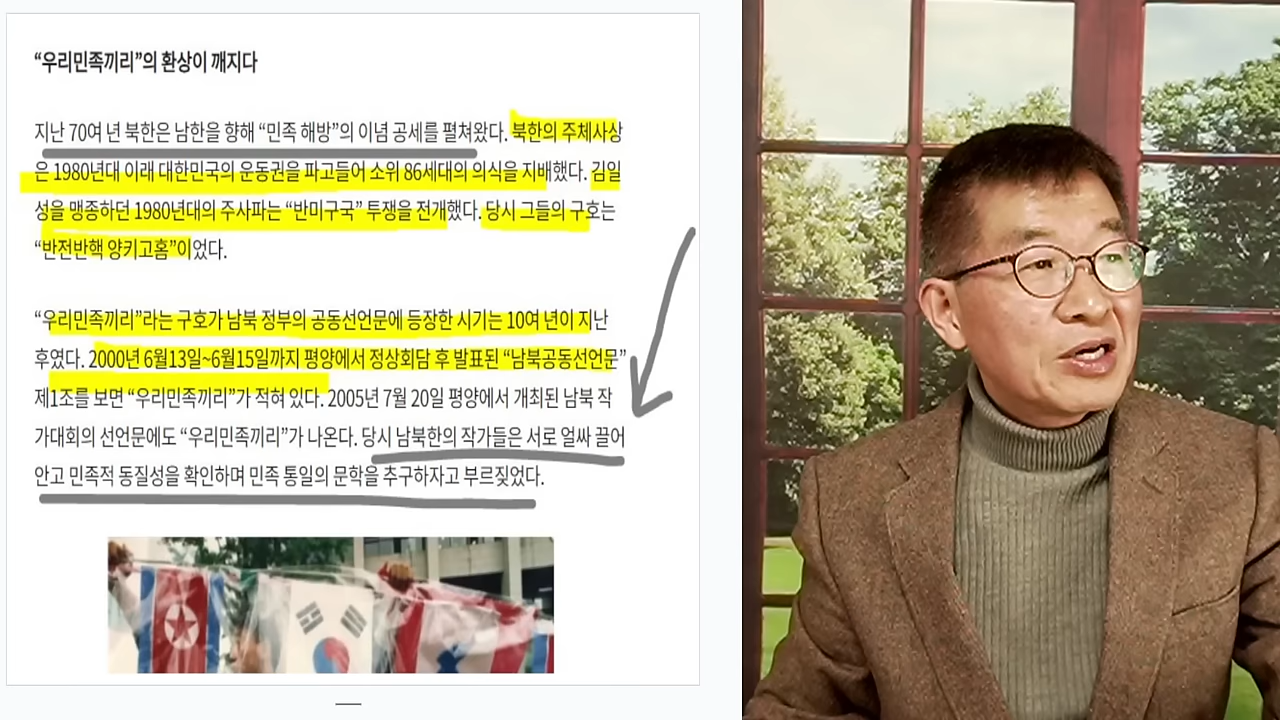 “우리민족끼리”의 환상이 깨지다
지난 70여 년 북한은 남한을 향해 “민족 해방”의 이념 공세를 펼쳐왔다. 북한의 주체사상
은 1980년대 이래 대한민국의 운동권을 파고들어 소위 86세대의 의식을 지배했다. 김일
성을 맹종하던 1980년대의 주사파는 “반미구국” 투쟁을 전개했다. 당시 그들의 구호는
“반전반핵 양키고홈”이었다.
“우리민족끼리”라는 구호가 남북 정부의 공동선언문에 등장한 시기는 10여 년이 지난
후였다. 2000년 6월13일~6월15일까지 평양에서 정상회담 후 발표된 “남북공동선언문”
제1조를 보면 “우리민족끼리”가 적혀 있다. 2005년 7월 20일 평양에서 개최된 남북 작
가대회의 선언문에도 “우리민족끼리”가 나온다. 당시 남북한의 작가들은 서로 얼싸 끌어
안고 민족적 동질성을 확인하며 민족 통일의 문학을 추구하자고 부르짖었다.